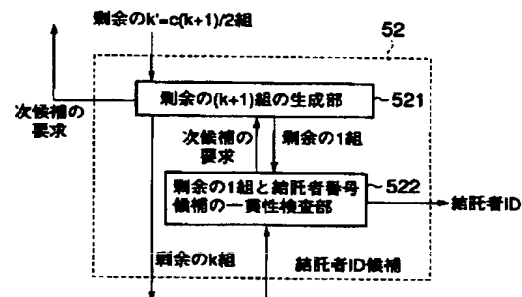 剰余のk'=c(k+1)/2組
52
剰余の(k+1)組の生成部
521
次候補の
要求
次候補の
要求
剰余の1組
剰余の1組と結託者番号
候補の一貫性検査部
522
結託者ID
剰余のk組
結託者ID候補